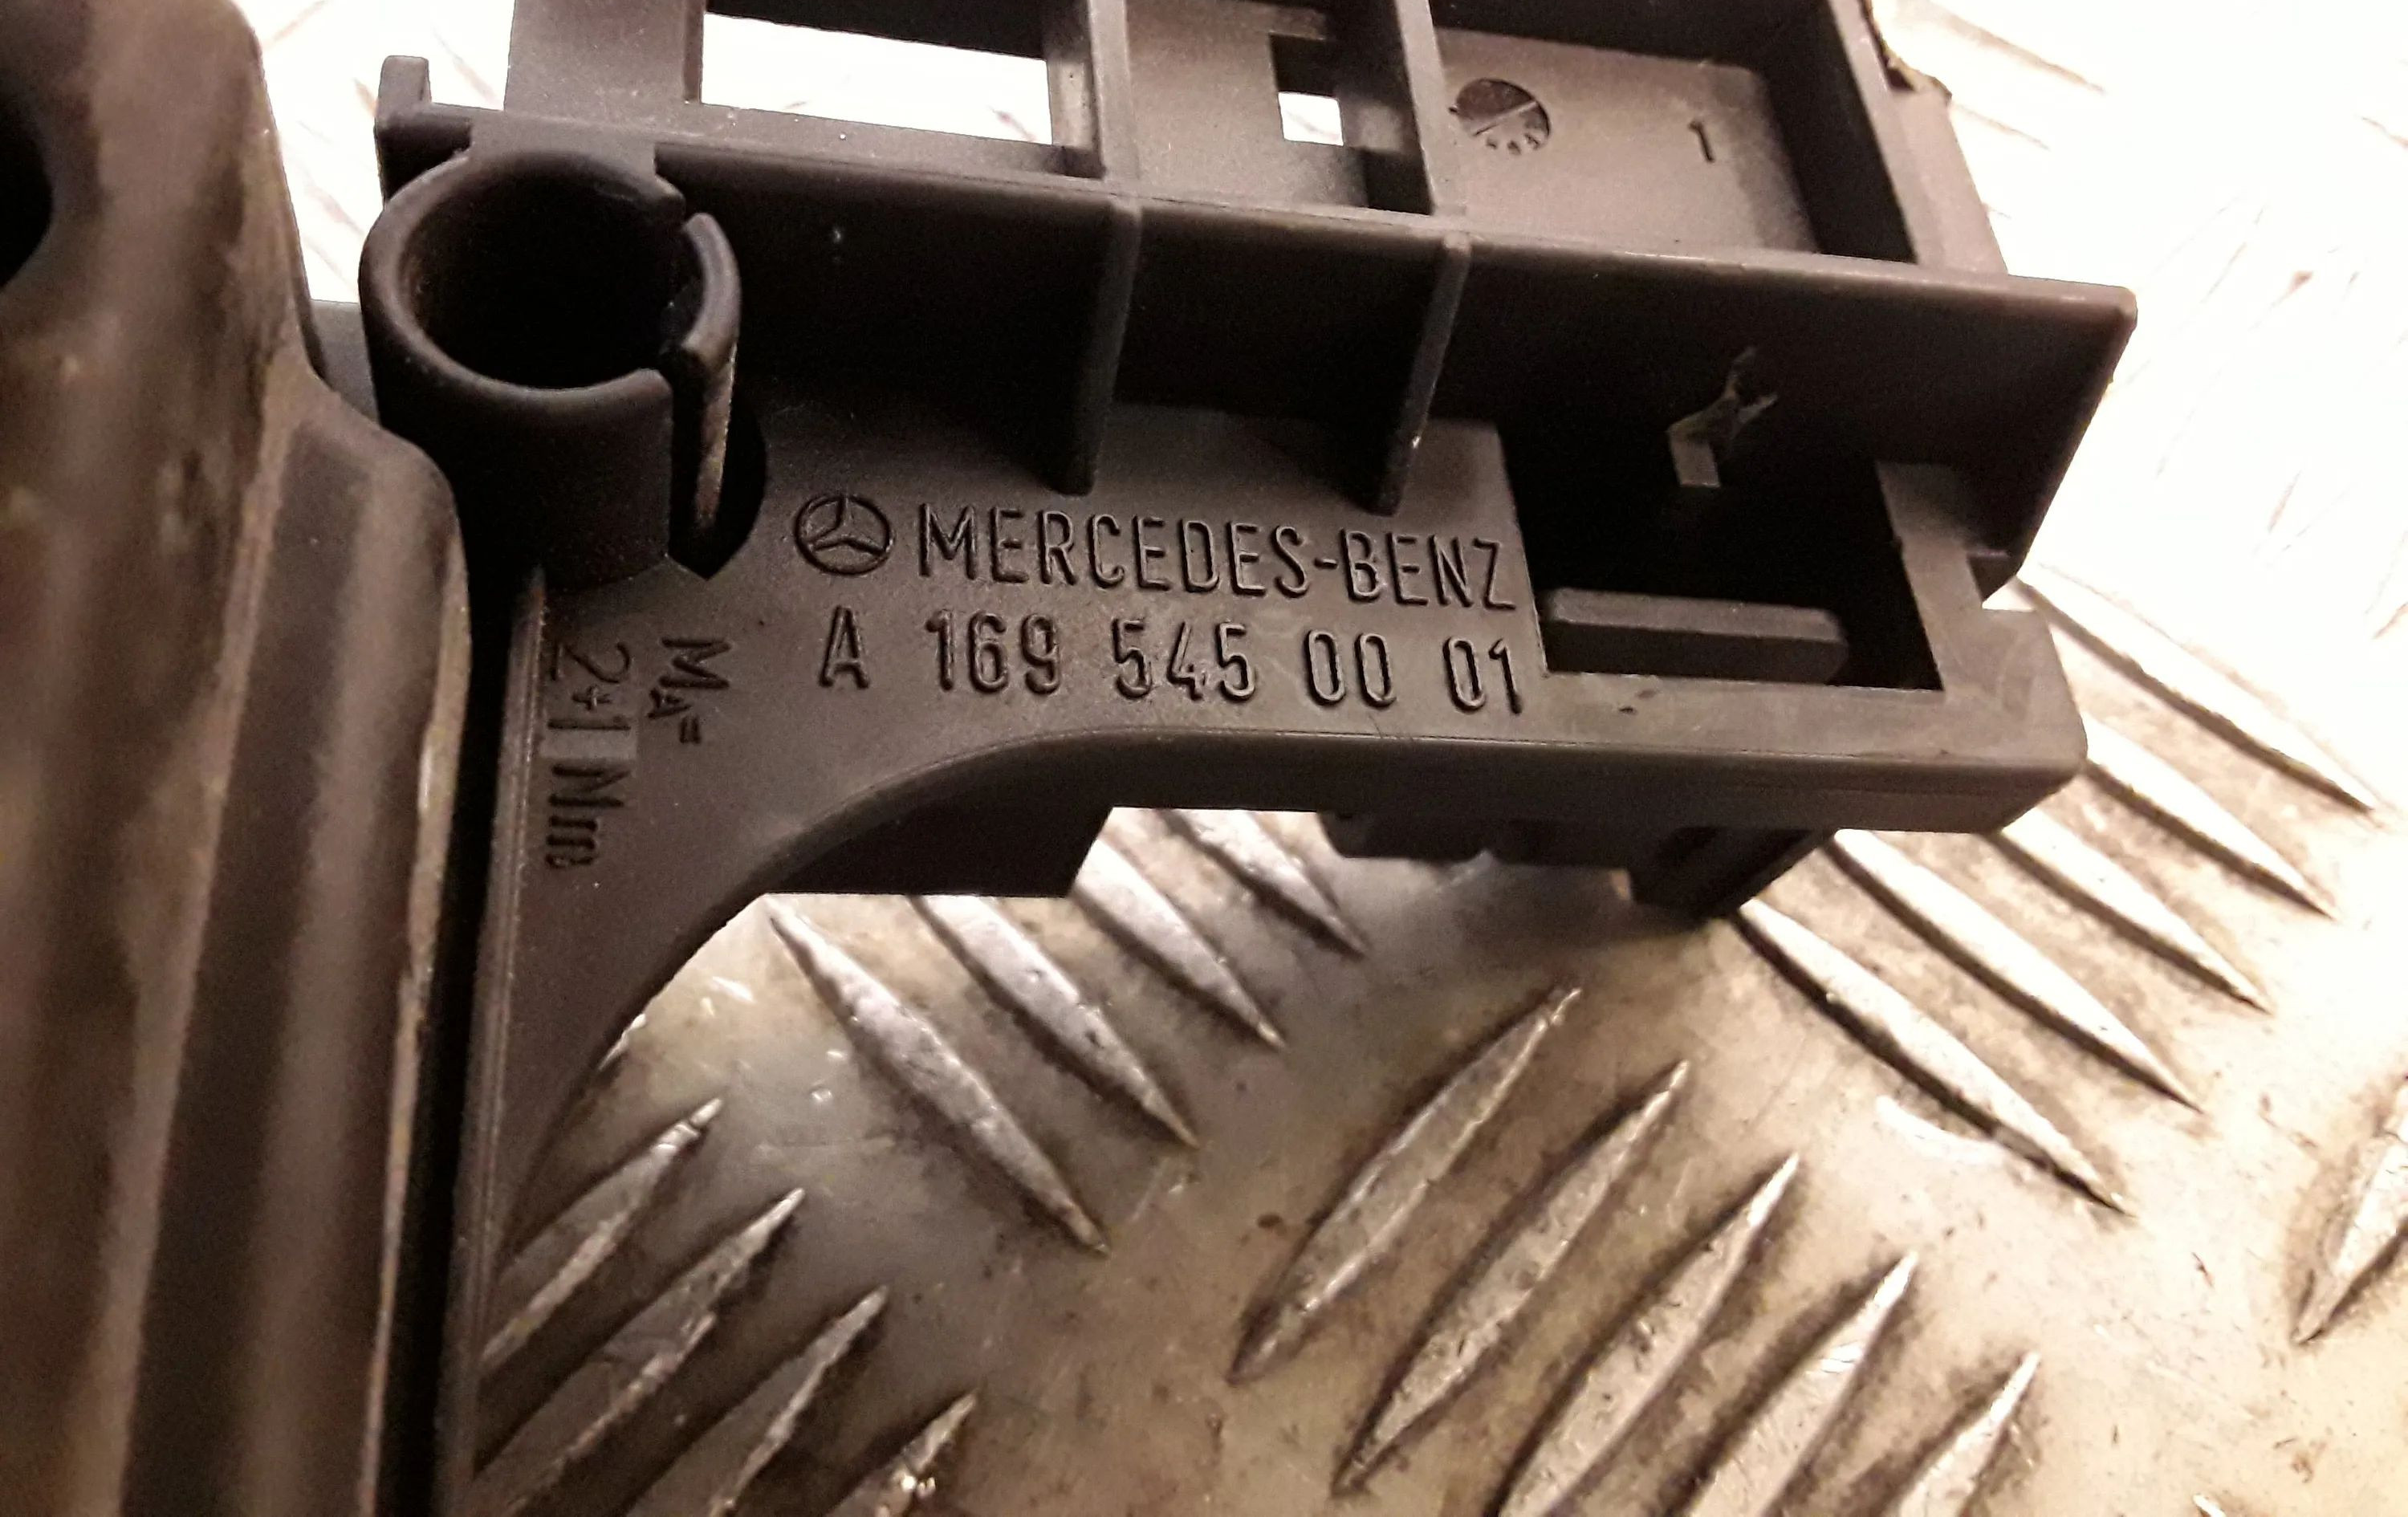 1
MERCEDES-BENZ
A 169 545 00 01
MA=
2+1 Nm